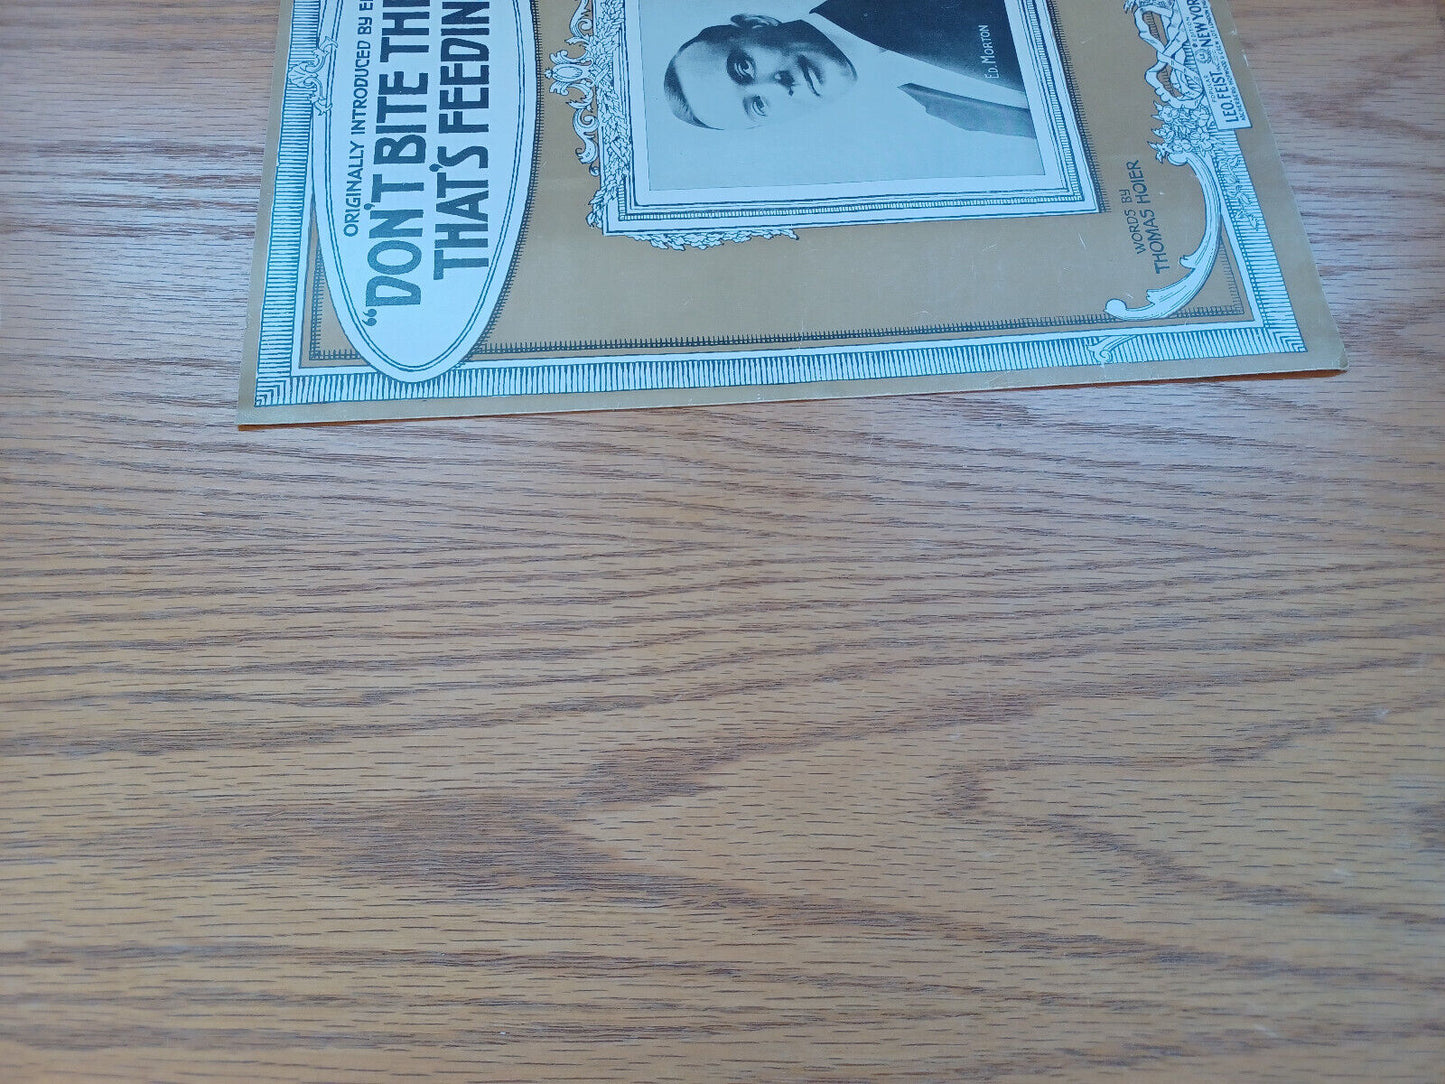 ORIGINALLY INTRODUCED BY
"DON'T BITE THE
THAT'S FEEDIN
ED. MORTON
WORDS BY
THOMAS HOIER
LEO. FEIST NEW YORK